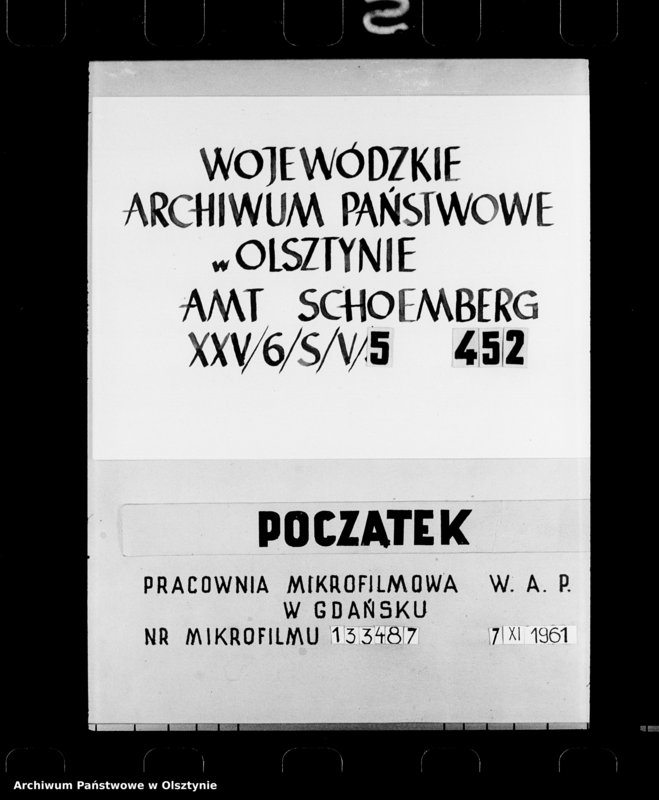 WOJEWÓDZKIE
ARCHIWUM PAŃSTWOWE
w OLSZTYNIE
AMT SCHOEMBERG
XXV/6/S/V/5 452
POCZĄTEK
PRACOWNIA MIKROFILMOWA W. A. P.
W GDAŃSKU
NR MIKROFILMU 133487 7 XI 1961
Archiwum Państwowe w Olsztynie